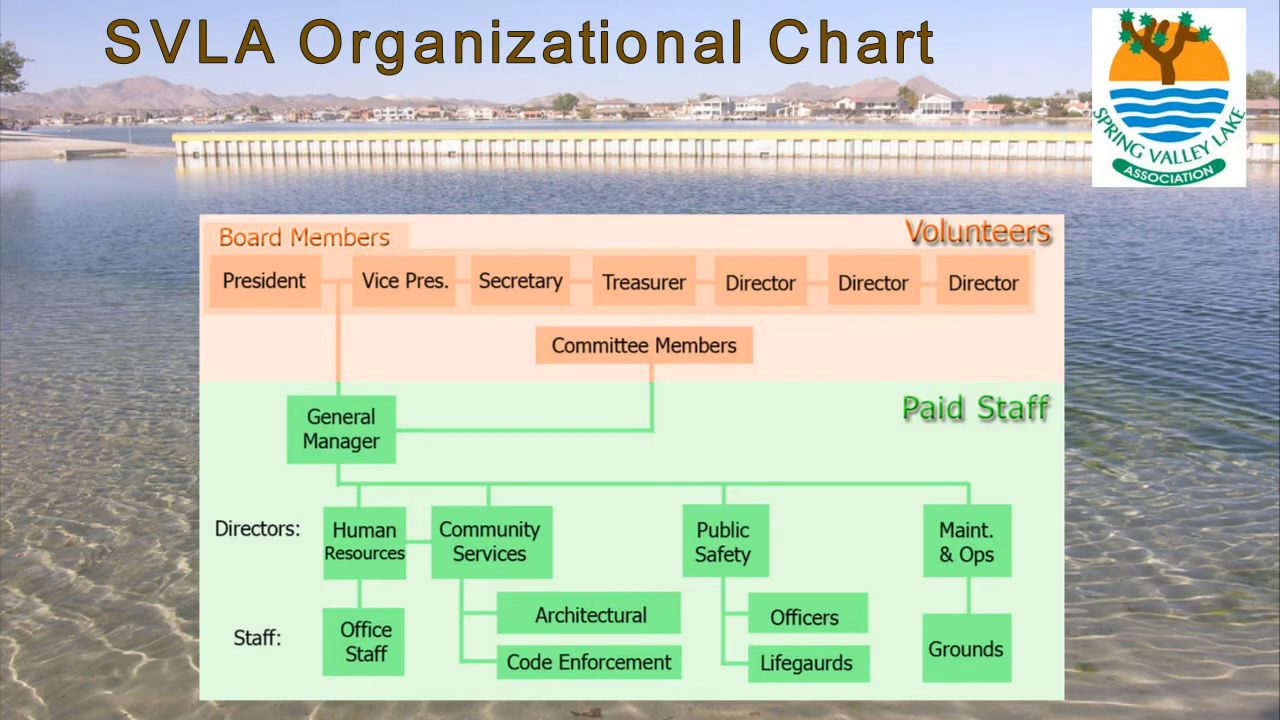 SVLA Organizational Chart
SPRING VALLEY LAKE
ASSOCIATION
Board Members
Volunteers
President
Vice Pres.
Secretary
Treasurer
Director
Director
Director
Committee Members
Paid Staff
General
Manager
Directors:
Human
Resources
Community
Services
Public
Safety
Maint.
& Ops
Staff:
Office
Staff
Architectural
Code Enforcement
Officers
Lifegaurds
Grounds